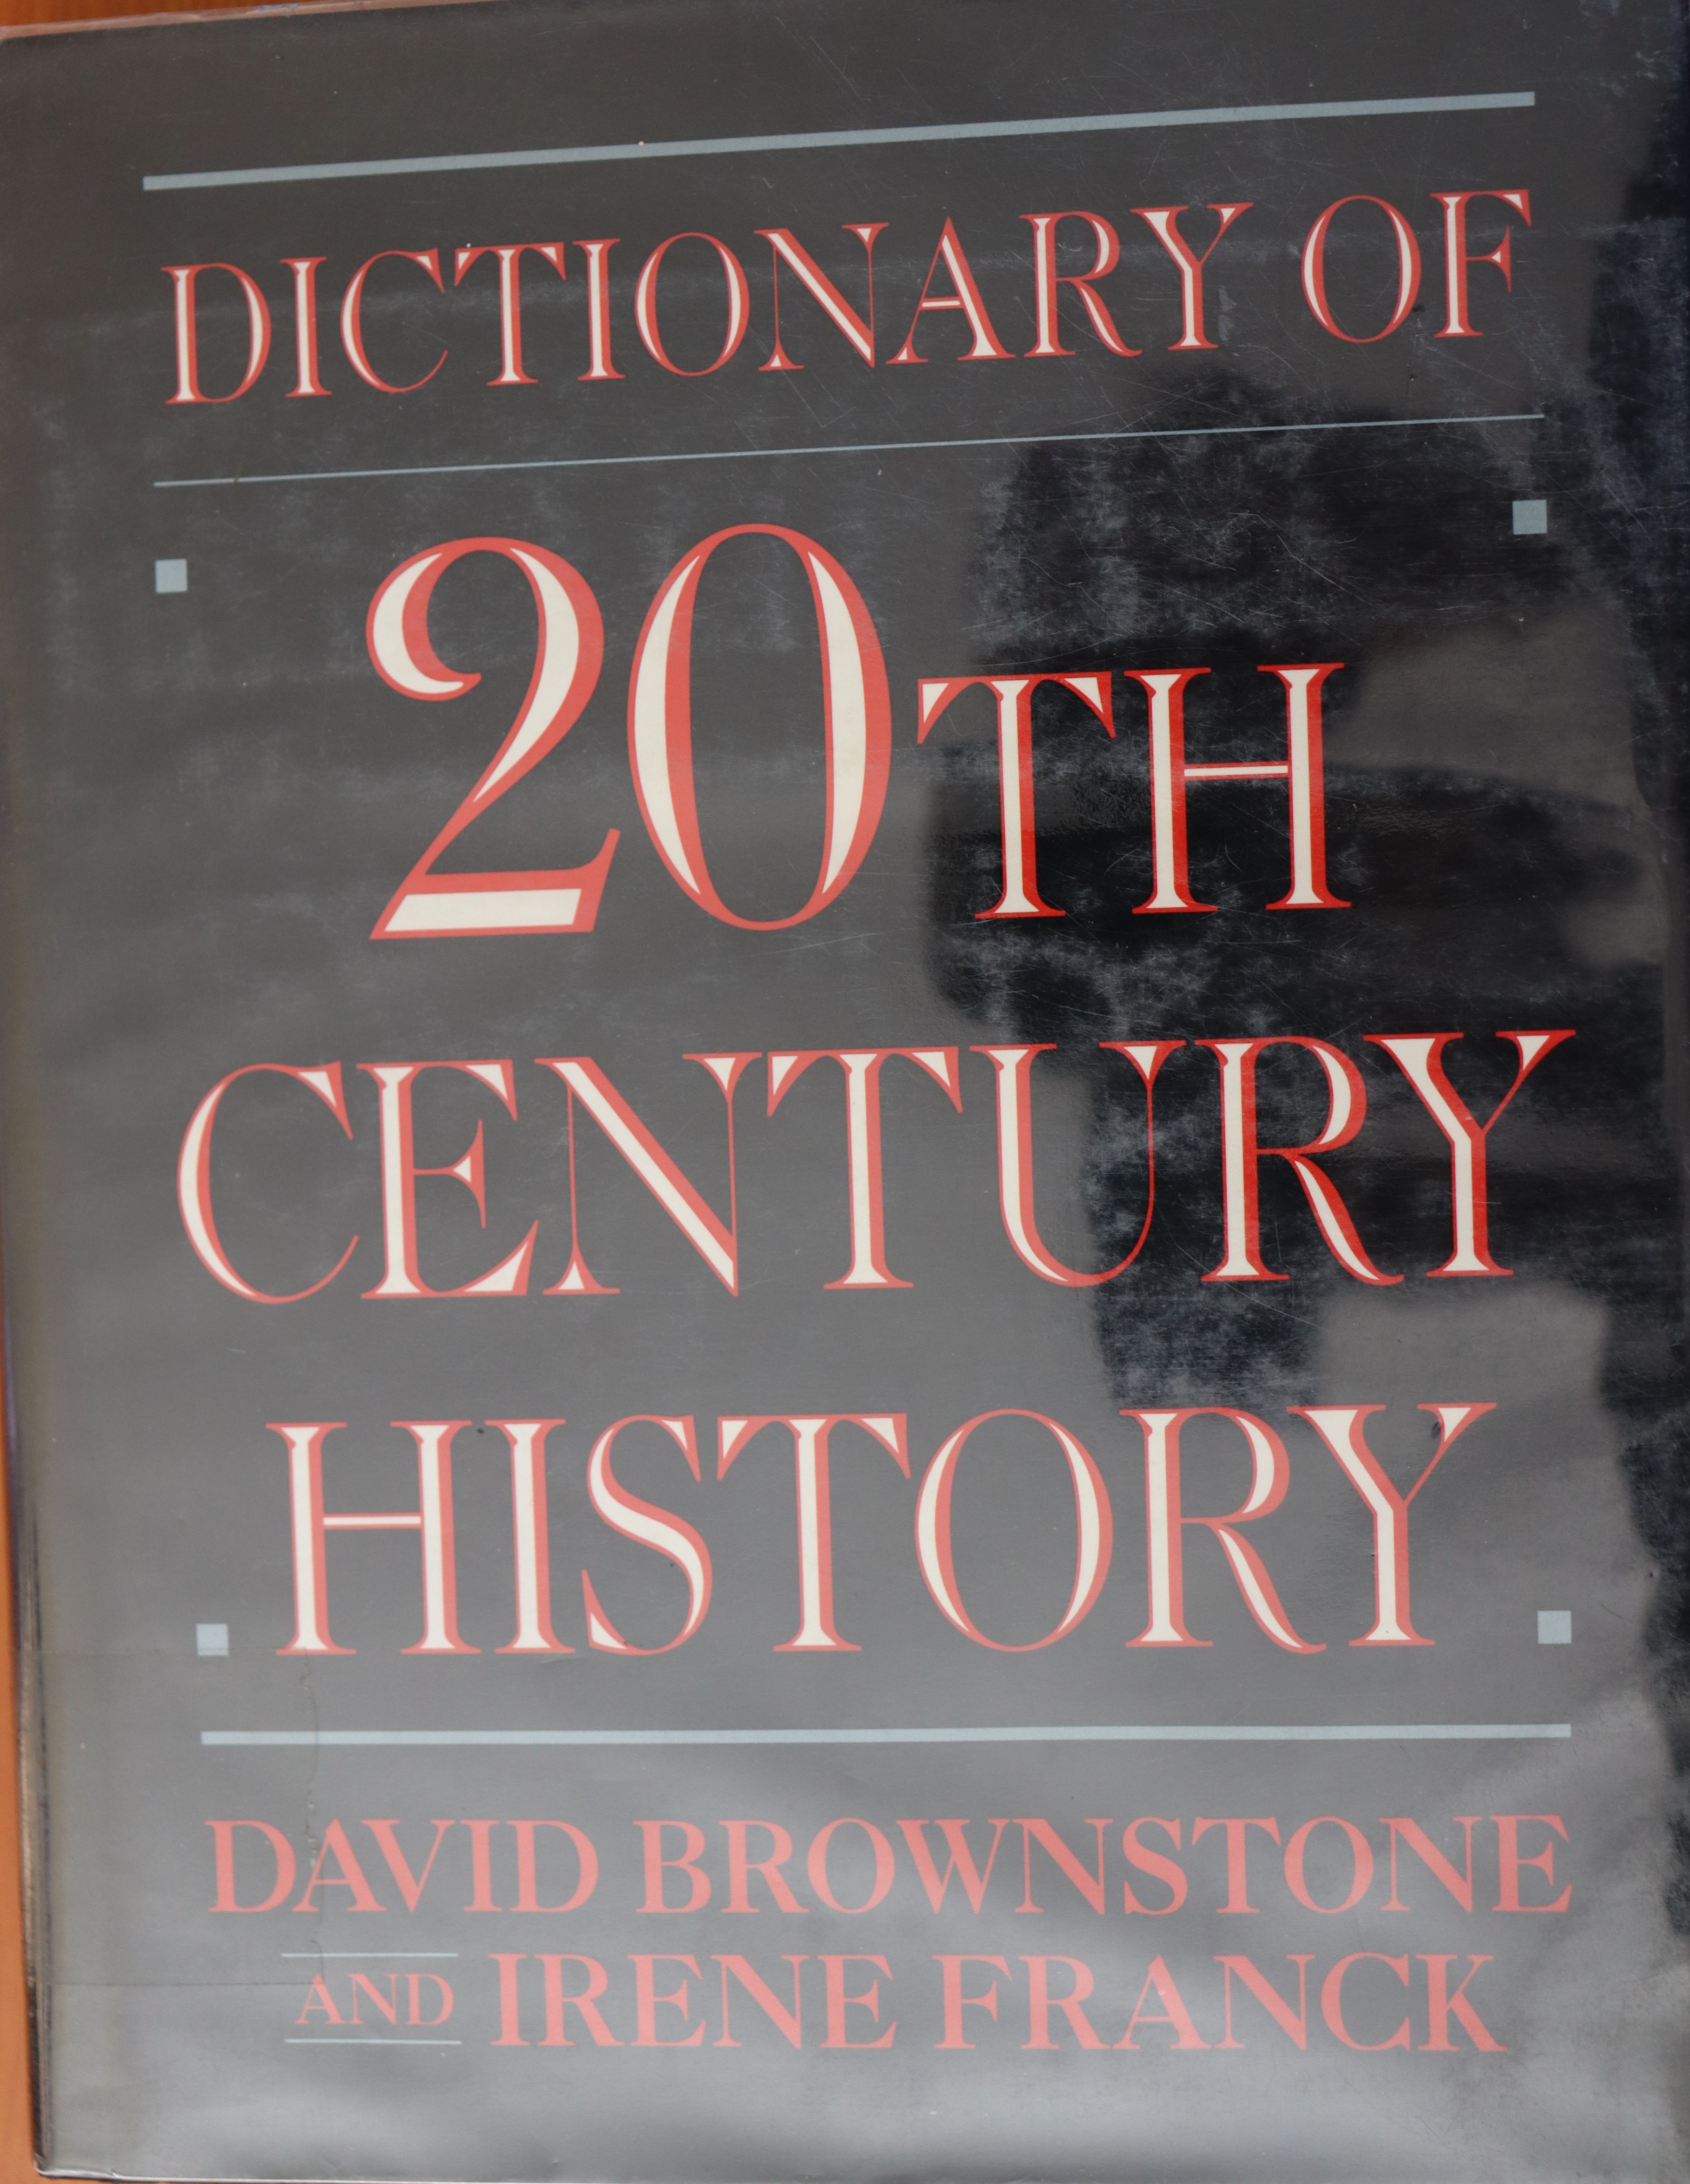 DICTIONARY OF
20TH
CENTURY
HISTORY
DAVID BROWNSTONE
AND IRENE FRANCK